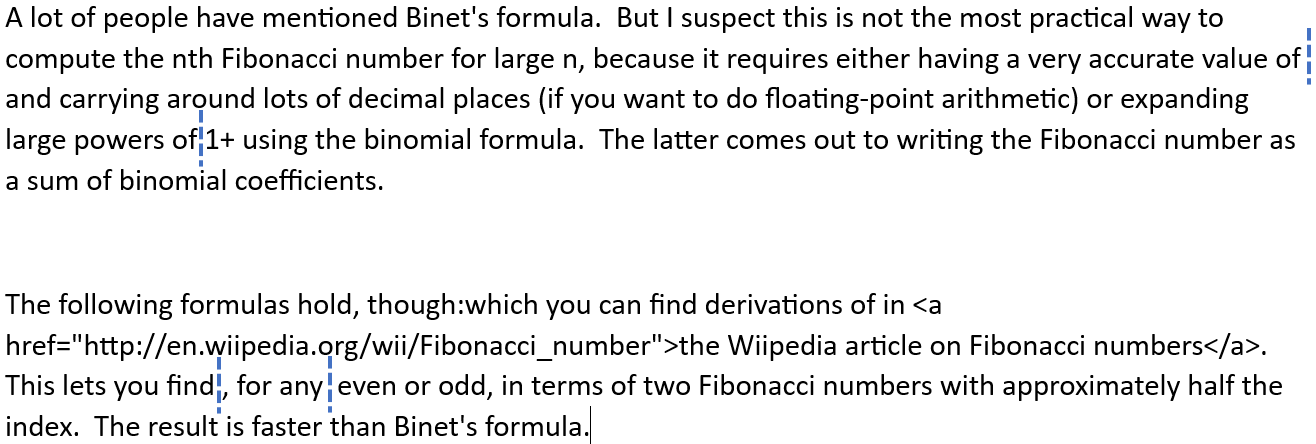 A lot of people have mentioned Binet's formula.  But I suspect this is not the most practical way to
compute the nth Fibonacci number for large n, because it requires either having a very accurate value of
and carrying around lots of decimal places (if you want to do floating-point arithmetic) or expanding
large powers of 1+ using the binomial formula.  The latter comes out to writing the Fibonacci number as
a sum of binomial coefficients.
The following formulas hold, though:which you can find derivations of in <a
href="http://en.wiipedia.org/wii/Fibonacci_number">the Wiipedia article on Fibonacci numbers</a>.
This lets you find , for any even or odd, in terms of two Fibonacci numbers with approximately half the
index.  The result is faster than Binet's formula.